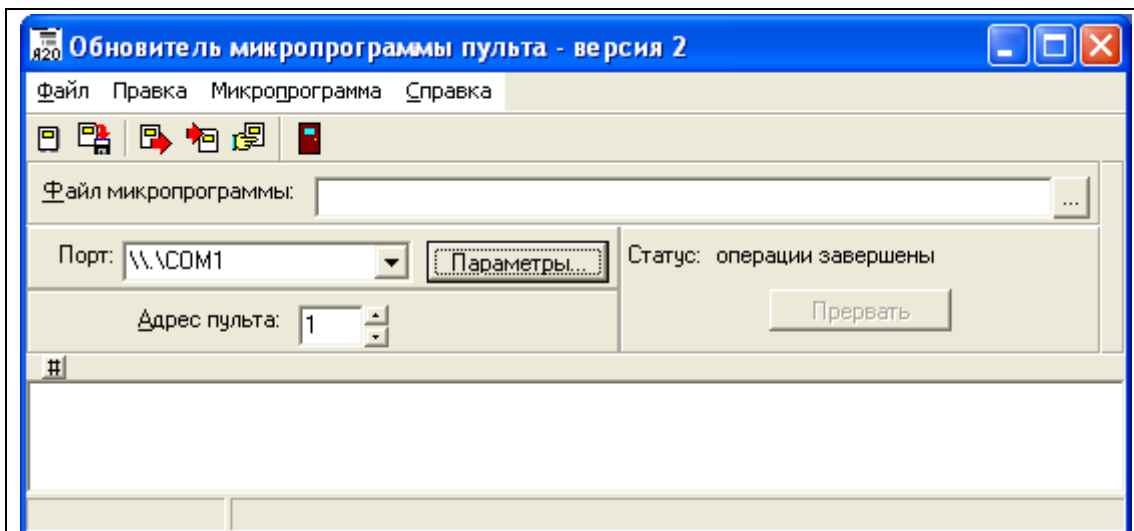 Я20 Обновитель микропрограммы пульта - версия 2
Файл Правка Микропрограмма Справка
Файл микропрограммы: ...
Порт: \\.\COM1 Параметры... Статус: операции завершены
Адрес пульта: 1 Прервать
#